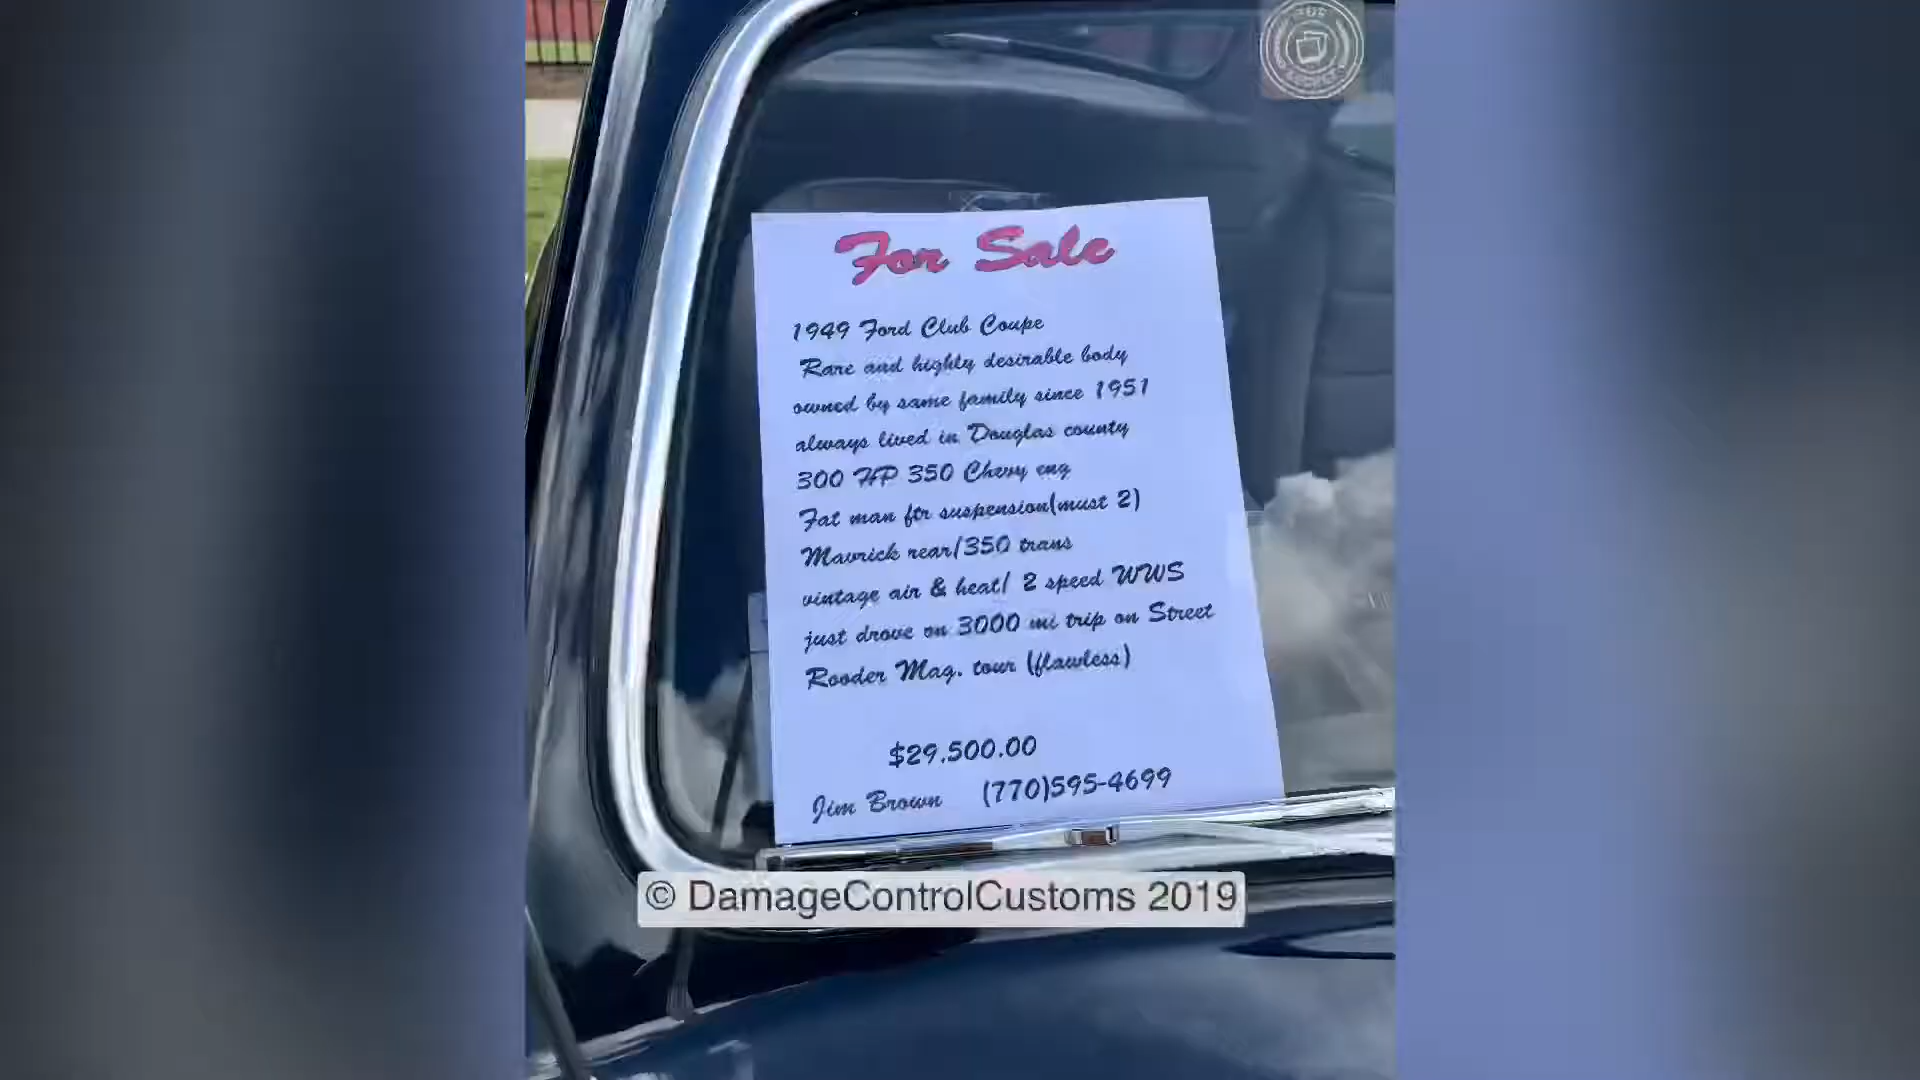 For Sale
1949 Ford Club Coupe
Rare and highly desirable body
owned by same family since 1951
always lived in Douglas county
300 HP 350 Chevy eng
Fat man ftr suspension(must 2)
Mavrick rear/350 trans
vintage air & heat/ 2 speed WWS
just drove on 3000 mi trip on Street
Rooder Mag. tour (flawless)
$29,500.00
Jim Brown (770)595-4699
© DamageControlCustoms 2019